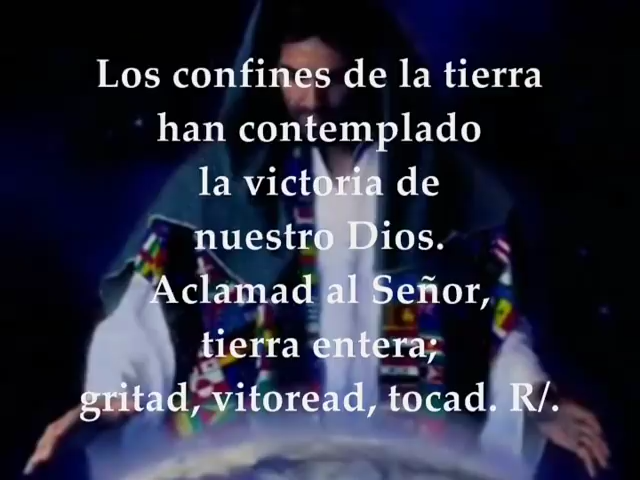 Los confines de la tierra
han contemplado
la victoria de
nuestro Dios.
Aclamad al Señor,
tierra entera;
gritad, vitoread, tocad. R/.